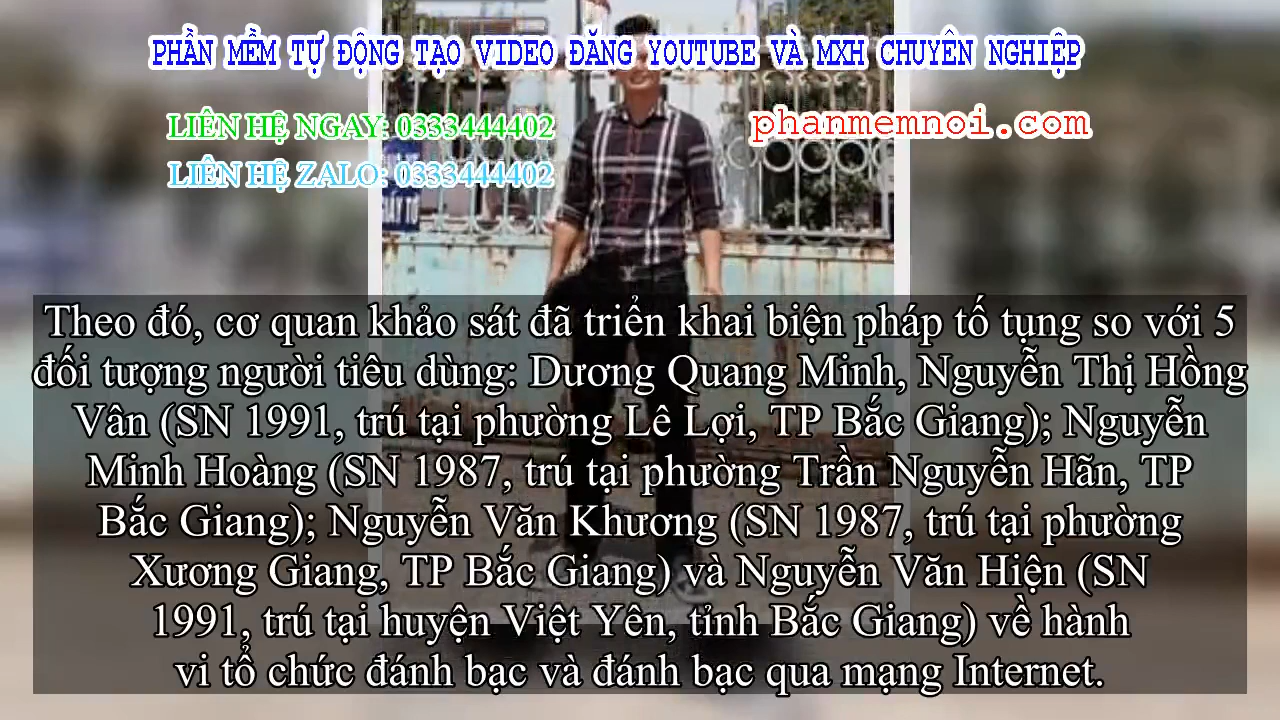 PHẦN MỀM TỰ ĐỘNG TẠO VIDEO ĐĂNG YOUTUBE VÀ MXH CHUYÊN NGHIỆP
LIÊN HỆ NGAY: 0333444402
phanmemnoi.com
LIÊN HỆ ZALO: 0333444402
Theo đó, cơ quan khảo sát đã triển khai biện pháp tố tụng so với 5
đối tượng người tiêu dùng: Dương Quang Minh, Nguyễn Thị Hồng
Vân (SN 1991, trú tại phường Lê Lợi, TP Bắc Giang); Nguyễn
Minh Hoàng (SN 1987, trú tại phường Trần Nguyễn Hãn, TP
Bắc Giang); Nguyễn Văn Khương (SN 1987, trú tại phường
Xương Giang, TP Bắc Giang) và Nguyễn Văn Hiện (SN
1991, trú tại huyện Việt Yên, tỉnh Bắc Giang) về hành
vi tổ chức đánh bạc và đánh bạc qua mạng Internet.